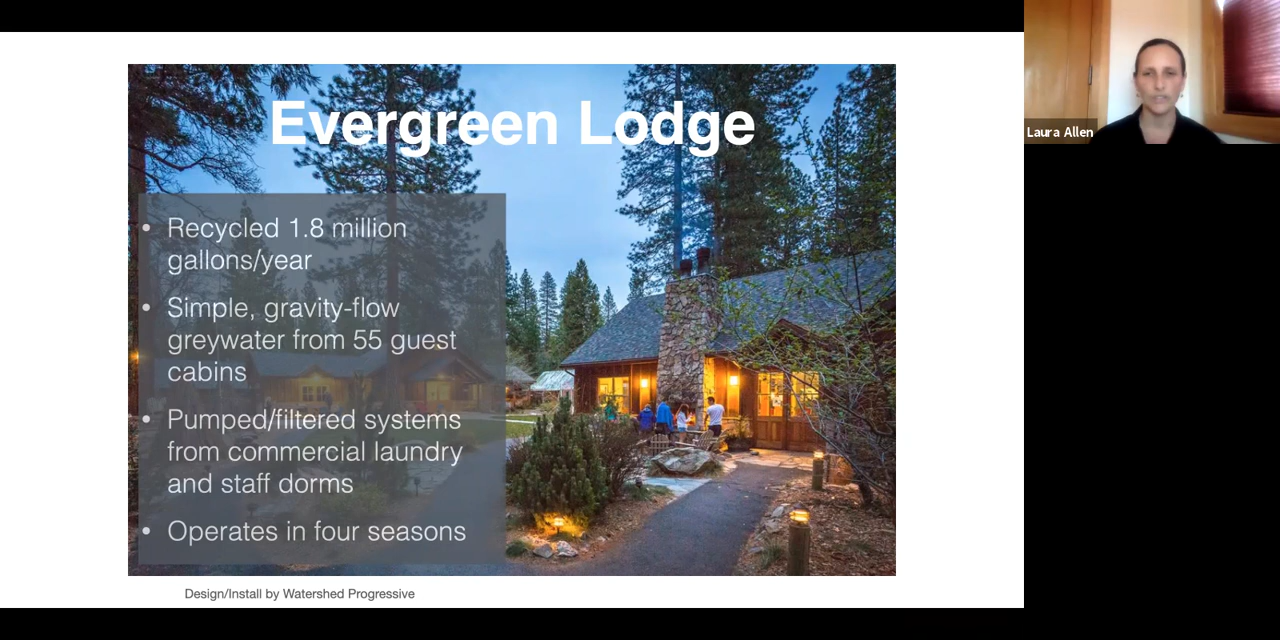 Evergreen Lodge
• Recycled 1.8 million
gallons/year
• Simple, gravity-flow
greywater from 55 guest
cabins
• Pumped/filtered systems
from commercial laundry
and staff dorms
• Operates in four seasons
Design/Install by Watershed Progressive
Laura Allen